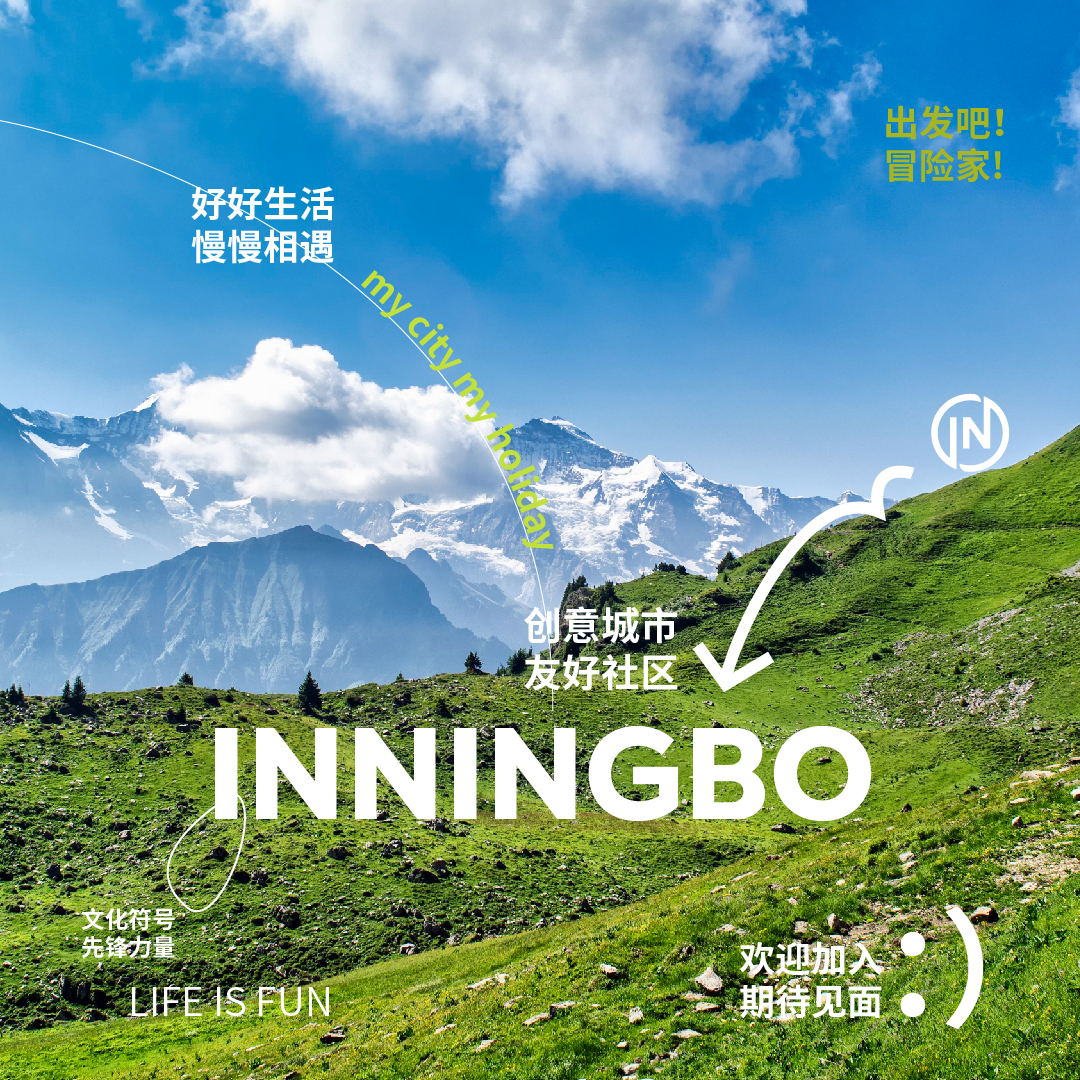 出发吧！
冒险家！
好好生活
慢慢相遇
my city my holiday
IN
创意城市
友好社区
INNINGBO
文化符号
先锋力量
LIFE IS FUN
欢迎加入
期待见面
:)